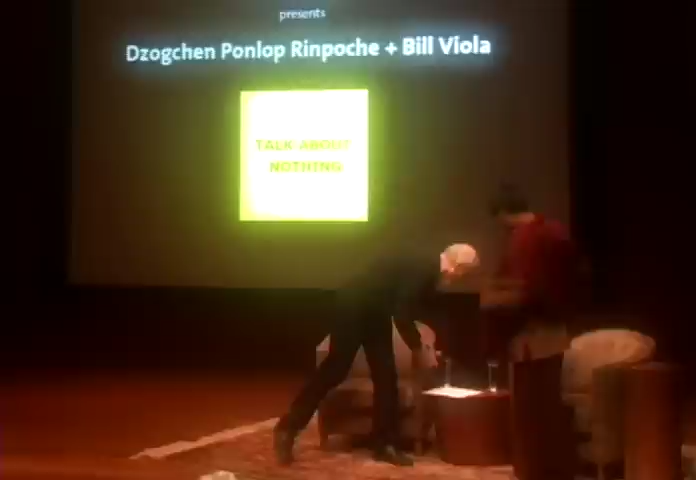 presents
Dzogchen Ponlop Rinpoche + Bill Viola
TALK ABOUT
NOTHING